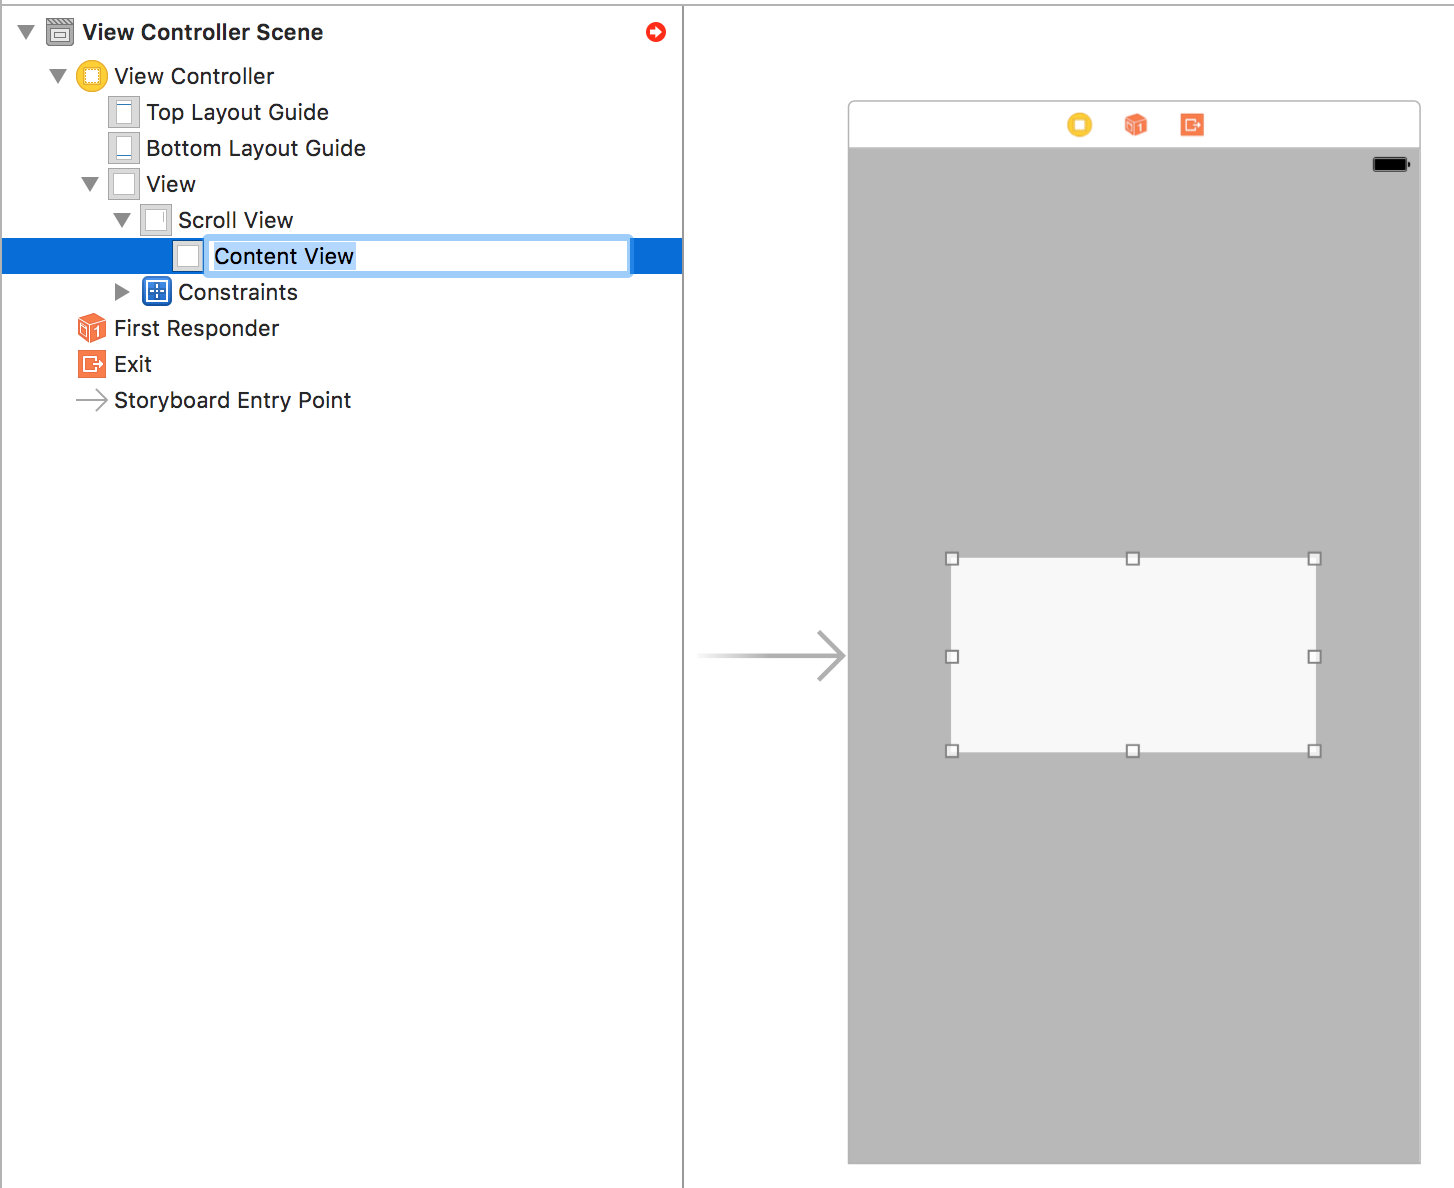 View Controller Scene
View Controller
Top Layout Guide
Bottom Layout Guide
View
Scroll View
Content View
Constraints
First Responder
Exit
Storyboard Entry Point